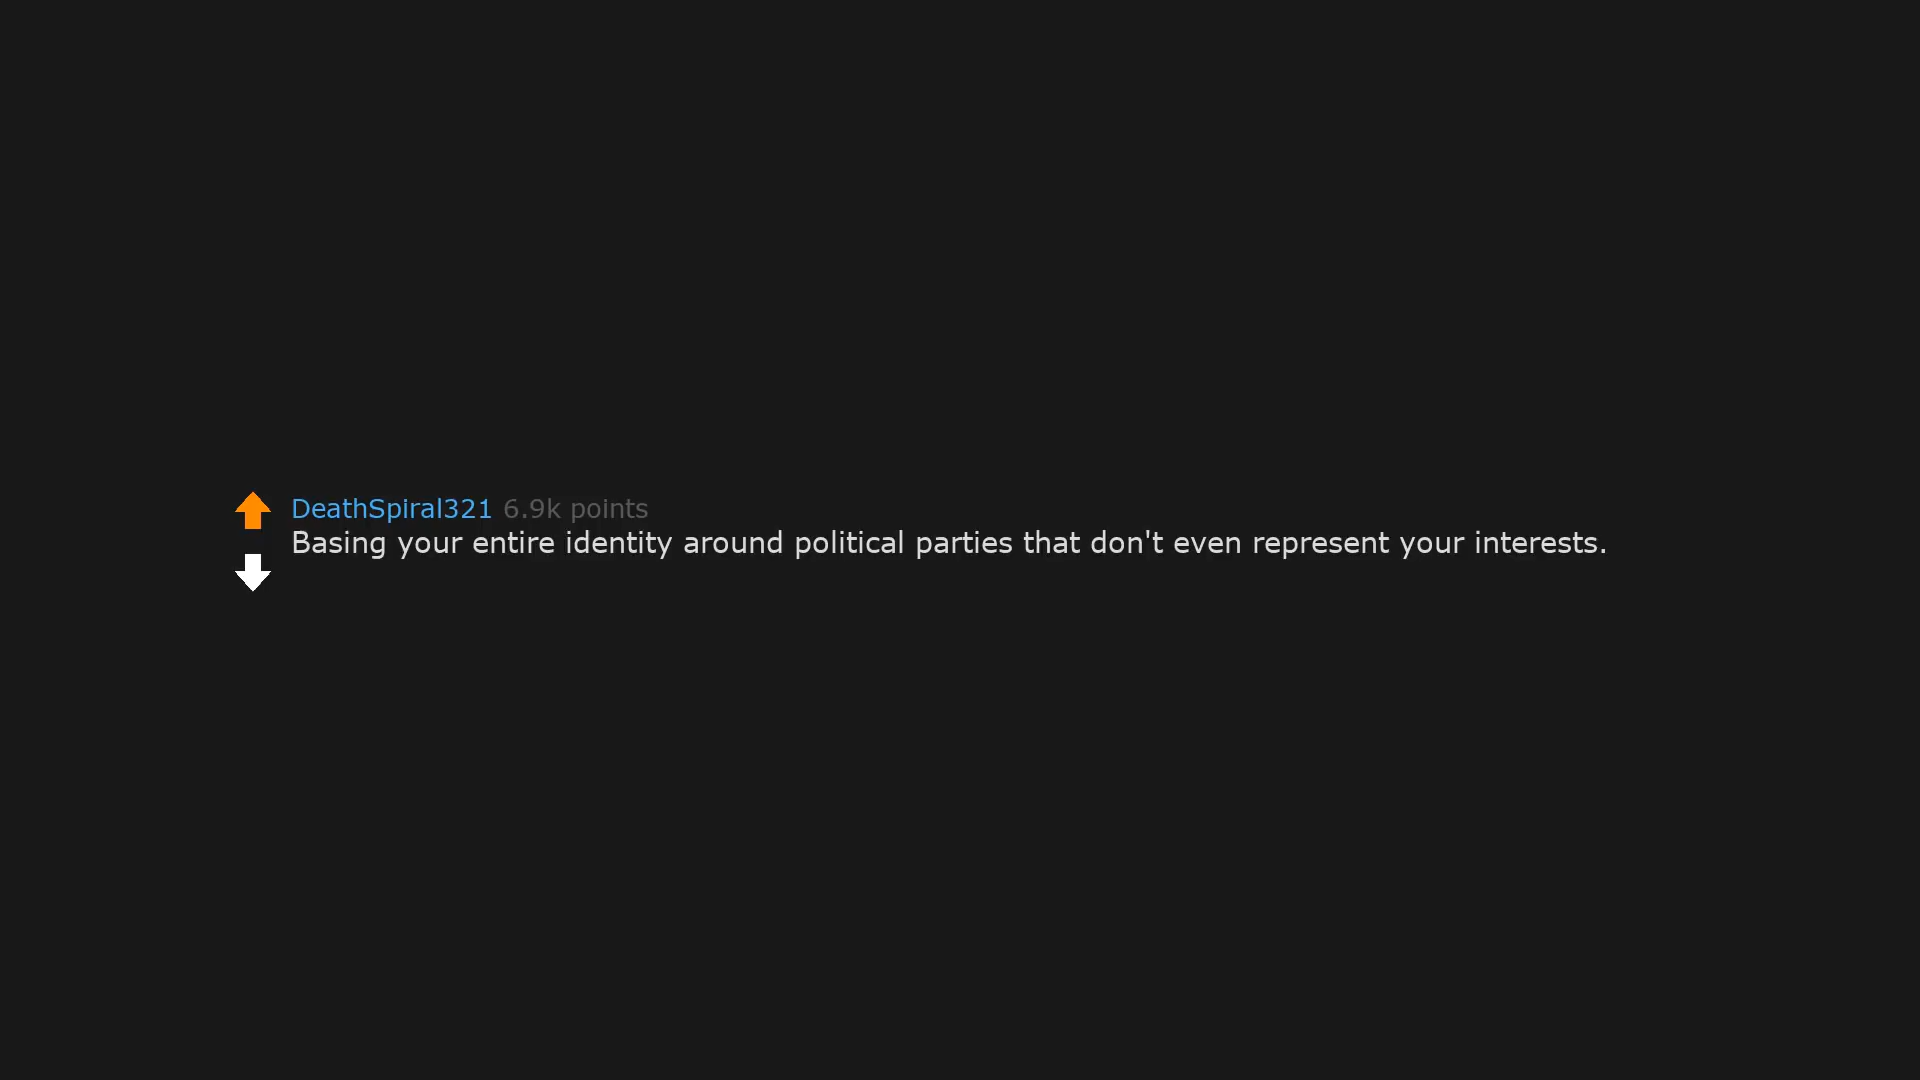 DeathSpiral321 6.9k points
Basing your entire identity around political parties that don't even represent your interests.